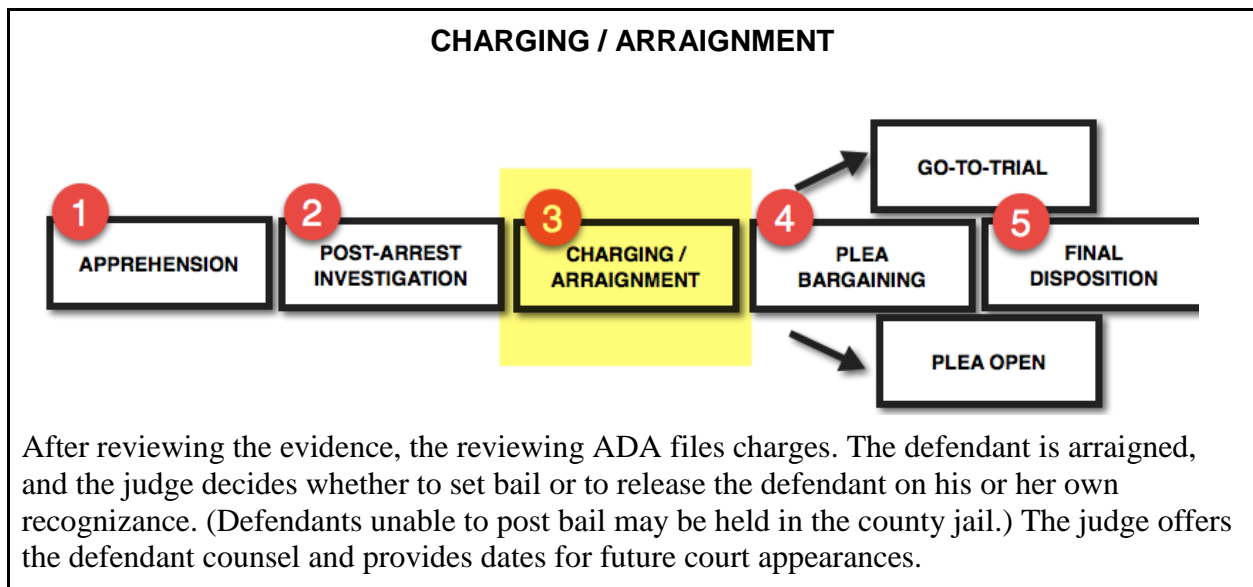 CHARGING / ARRAIGNMENT
GO-TO-TRIAL
1
2
3
4
5
APPREHENSION
POST-ARREST
INVESTIGATION
CHARGING /
ARRAIGNMENT
PLEA
BARGAINING
FINAL
DISPOSITION
PLEA OPEN
After reviewing the evidence, the reviewing ADA files charges. The defendant is arraigned,
and the judge decides whether to set bail or to release the defendant on his or her own
recognizance. (Defendants unable to post bail may be held in the county jail.) The judge offers
the defendant counsel and provides dates for future court appearances.